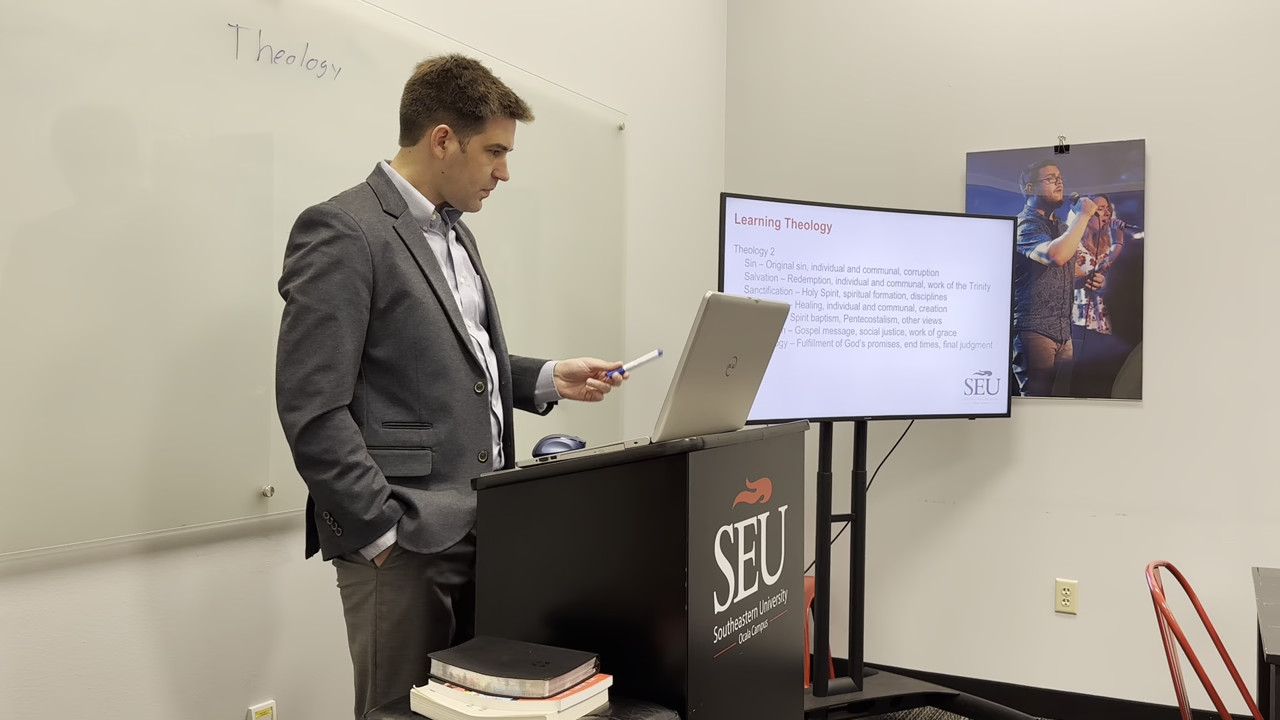 Theology
Learning Theology
Theology 2
Sin – Original sin, individual and communal, corruption
Salvation – Redemption, individual and communal, work of the Trinity
Sanctification – Holy Spirit, spiritual formation, disciplines
– Healing, individual and communal, creation
Spirit baptism, Pentecostalism, other views
– Gospel message, social justice, work of grace
– Fulfillment of God's promises, end times, final judgment
SEU
SEU
Southeastern University
Ocala Campus